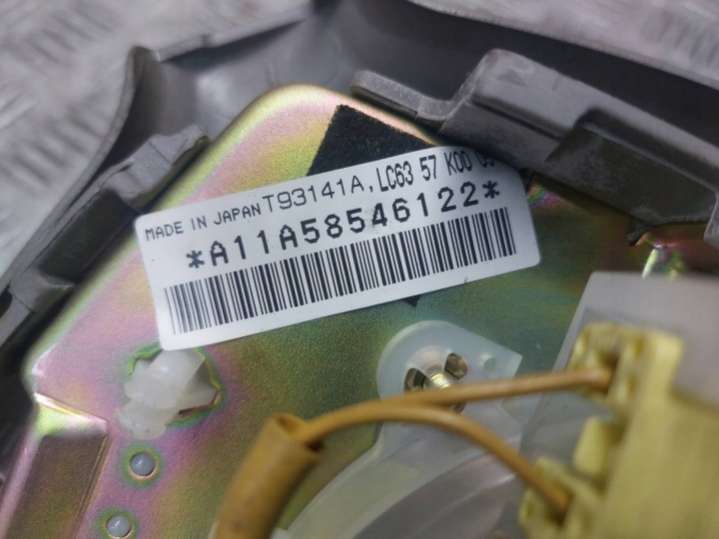 MADE IN JAPAN T93141A, LC63 57 K00
*A11A58546122*